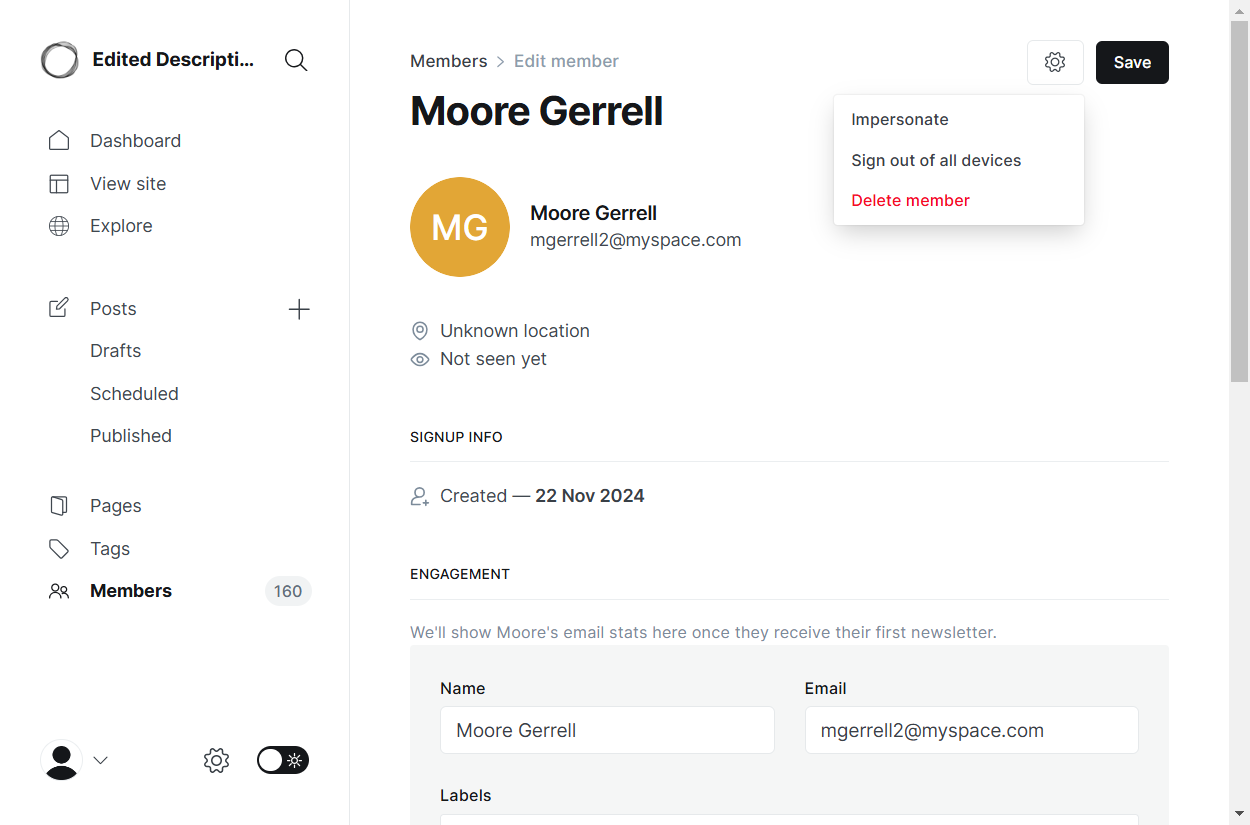 Edited Descripti...
Dashboard
View site
Explore
Posts
Drafts
Scheduled
Published
Pages
Tags
Members 160
Members > Edit member
Save
Moore Gerrell
Impersonate
Sign out of all devices
Delete member
MG
Moore Gerrell
mgerrell2@myspace.com
Unknown location
Not seen yet
SIGNUP INFO
Created — 22 Nov 2024
ENGAGEMENT
We'll show Moore's email stats here once they receive their first newsletter.
Name
Moore Gerrell
Email
mgerrell2@myspace.com
Labels